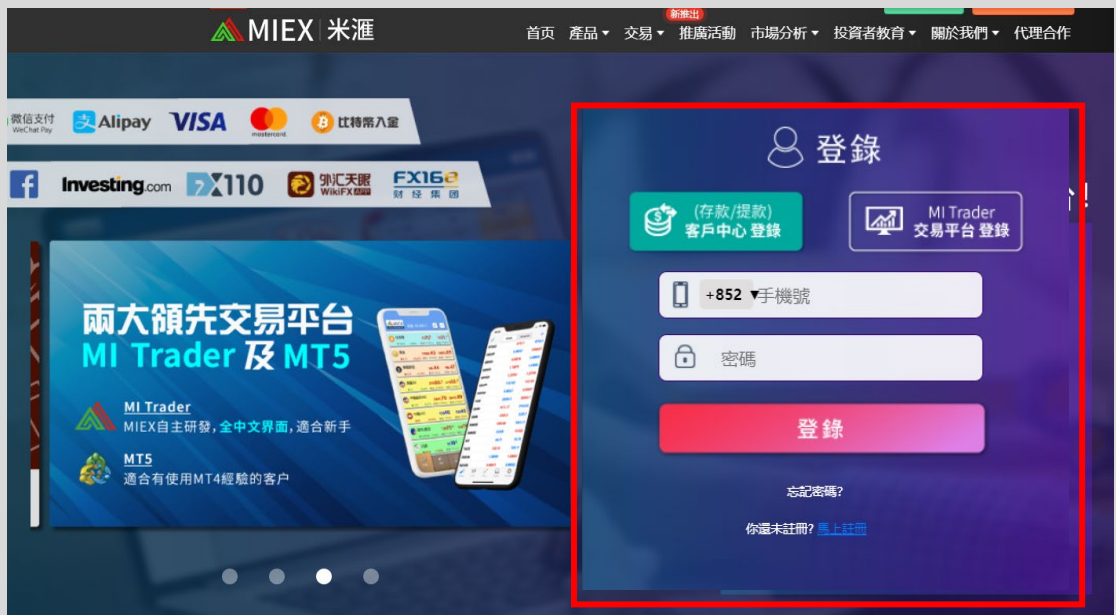 MIEX 米滙
新推出
首页 產品 交易 推廣活動 市場分析 投資者教育 關於我們 代理合作
微信支付
WeChat Pay
Alipay VISA mastercard 比特幣入金
Investing.com FX110 外汇天眼 WikiFX APP FX168 财经集团
登錄
(存款/提款)
客戶中心 登錄
MI Trader
交易平台 登錄
+852 手機號
密碼
登錄
忘記密碼?
你還未註冊? 馬上註冊
兩大領先交易平台
MI Trader 及 MT5
MI Trader
MIEX自主研發,全中文界面,適合新手
MT5
適合有使用MT4經驗的客户